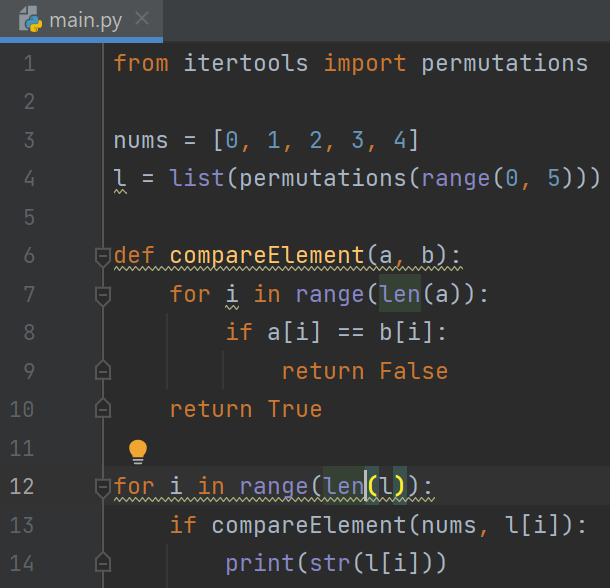 main.py
1 from itertools import permutations
2
3 nums = [0, 1, 2, 3, 4]
4 l = list(permutations(range(0, 5)))
5
6 def compareElement(a, b):
7     for i in range(len(a)):
8         if a[i] == b[i]:
9             return False
10     return True
11
12 for i in range(len(l)):
13     if compareElement(nums, l[i]):
14         print(str(l[i]))